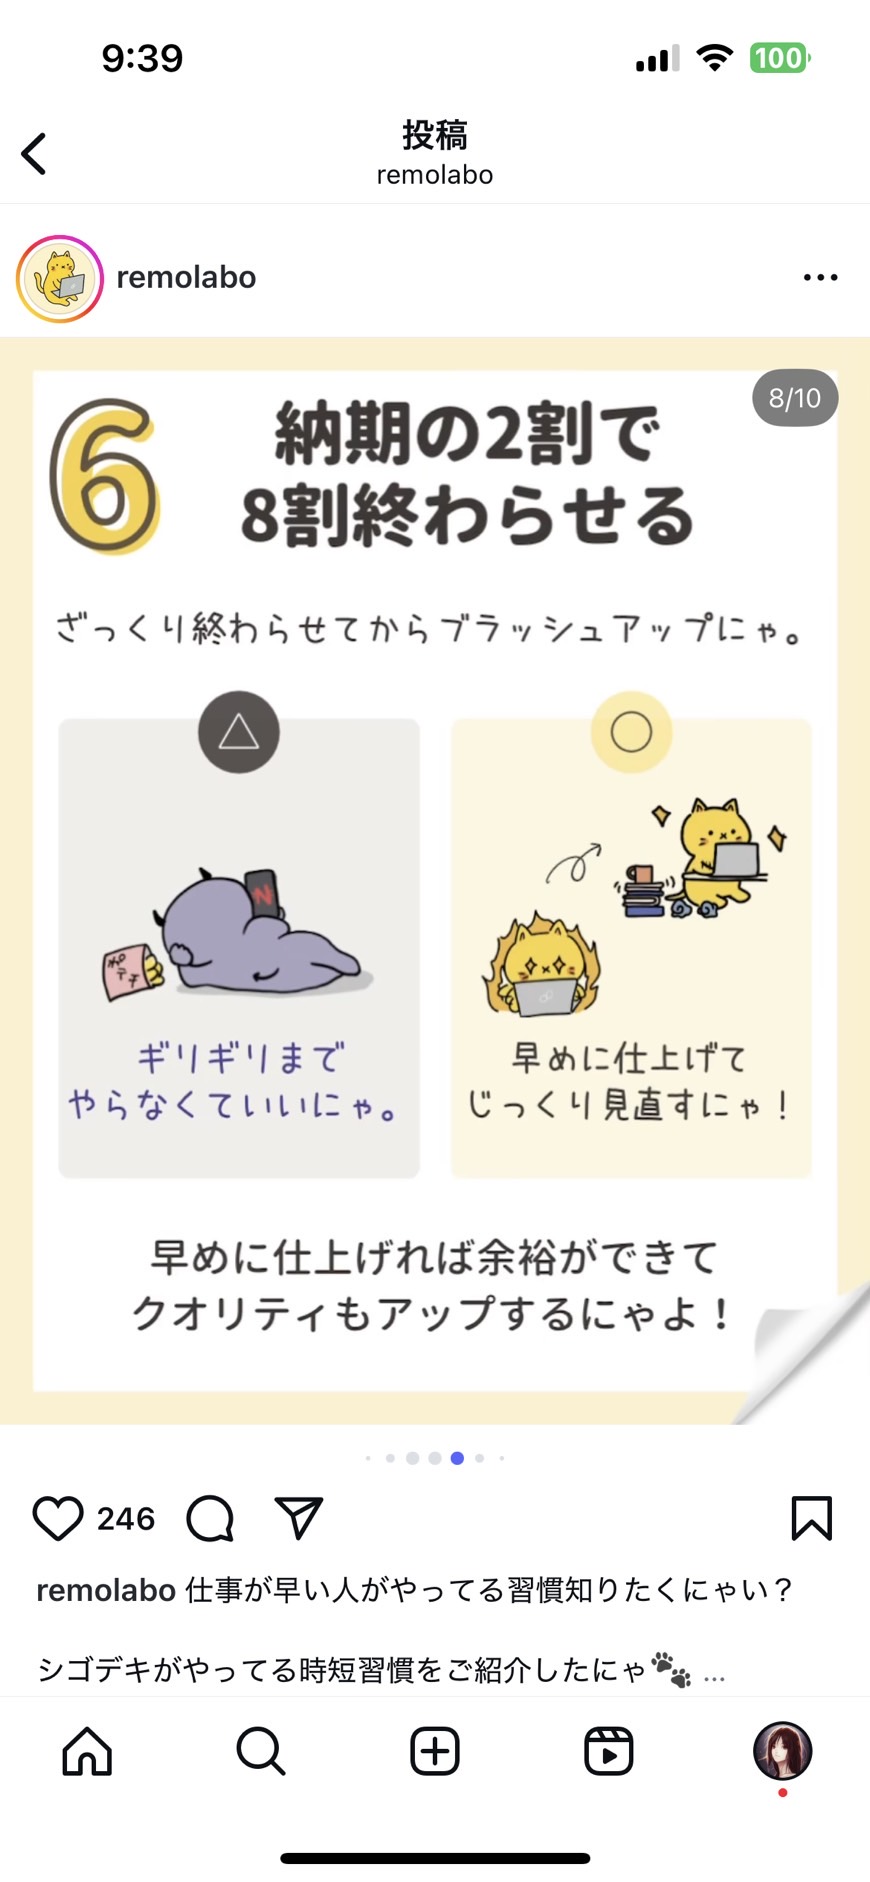 9:39
100
投稿
remolabo
remolabo
8/10
6
納期の2割で
8割終わらせる
ざっくり終わらせてからブラッシュアップにゃ。
△
○
N
ポテチ
ギリギリまで
やらなくていいにゃ。
早めに仕上げて
じっくり見直すにゃ！
早めに仕上げれば余裕ができて
クオリティもアップするにゃよ！
246
remolabo 仕事が早い人がやってる習慣知りたくにゃい？
シゴデキがやってる時短習慣をご紹介したにゃ🐾 ...